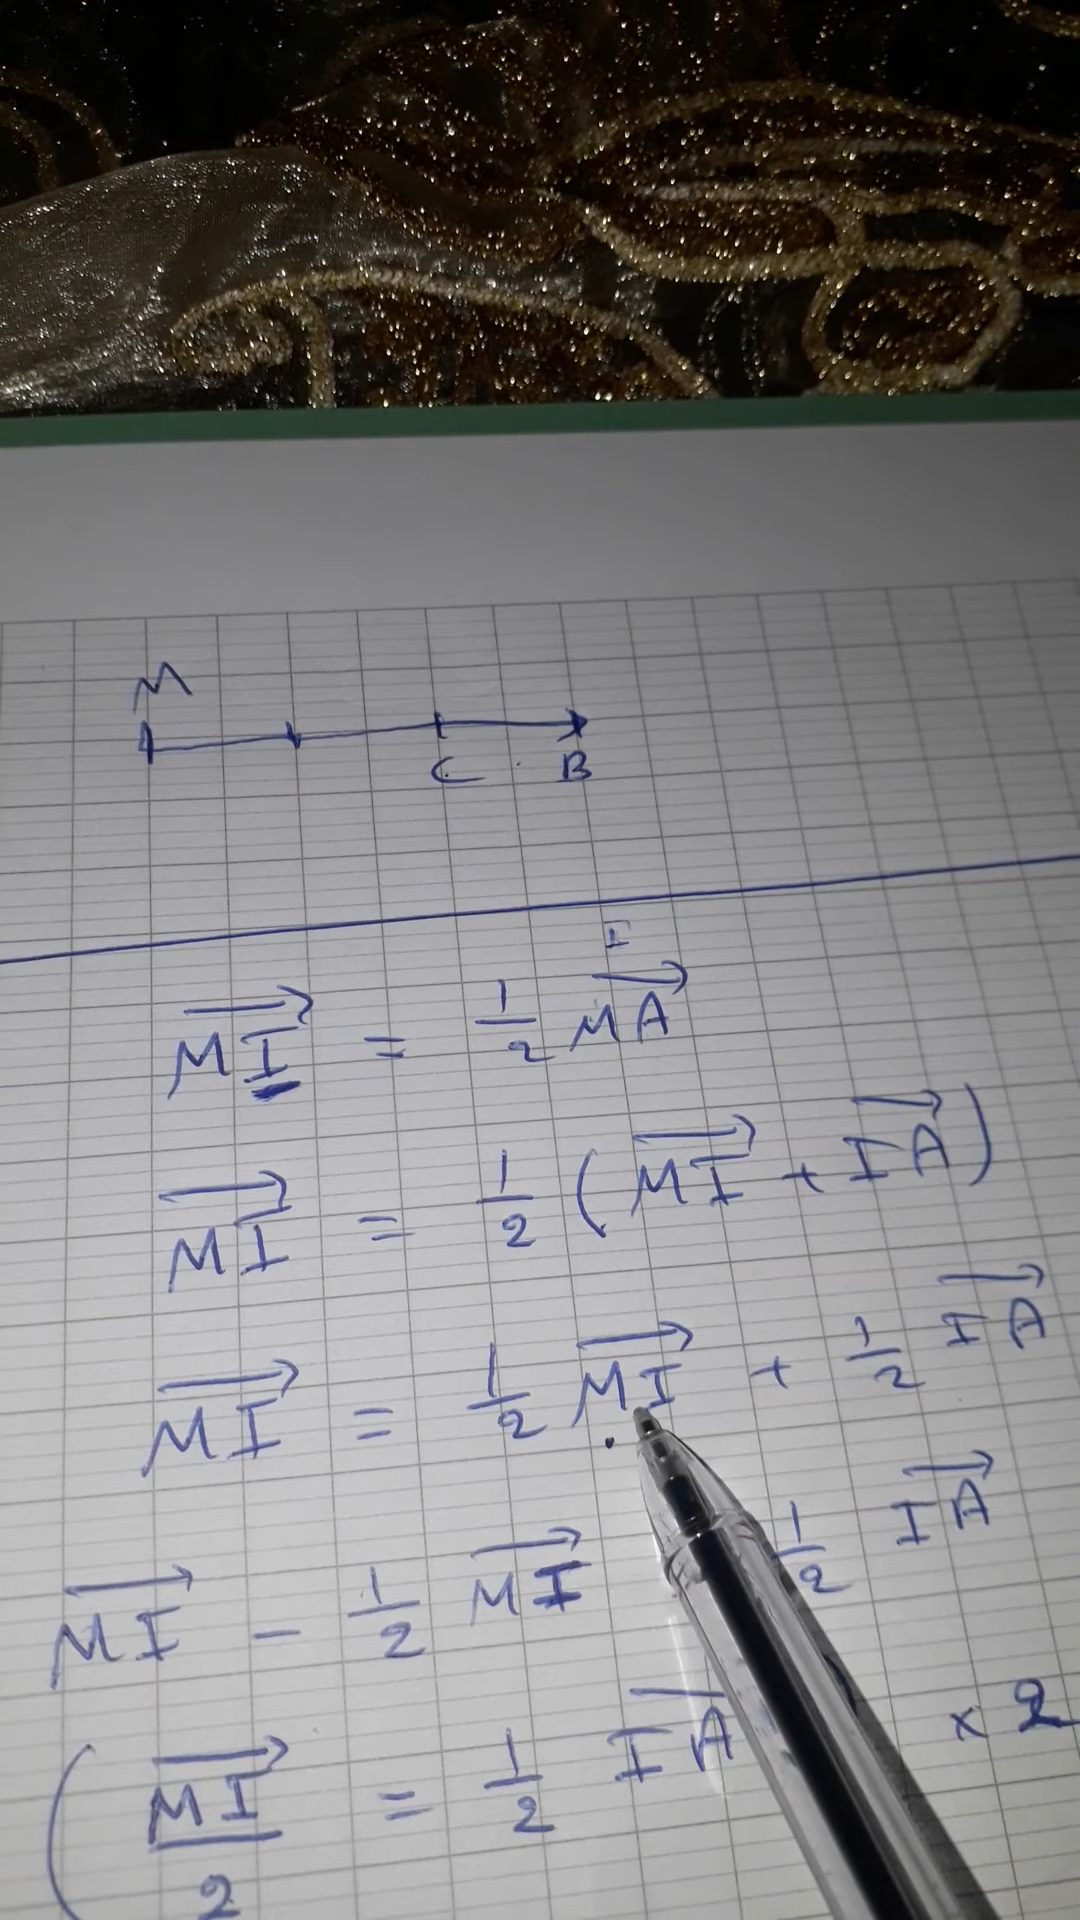 M
C B
I
MI = 1/2 MA
MI = 1/2 (MI + IA)
MI = 1/2 MI + 1/2 IA
MI - 1/2 MI 1/2 IA
(MI/2 = 1/2 IA × 2